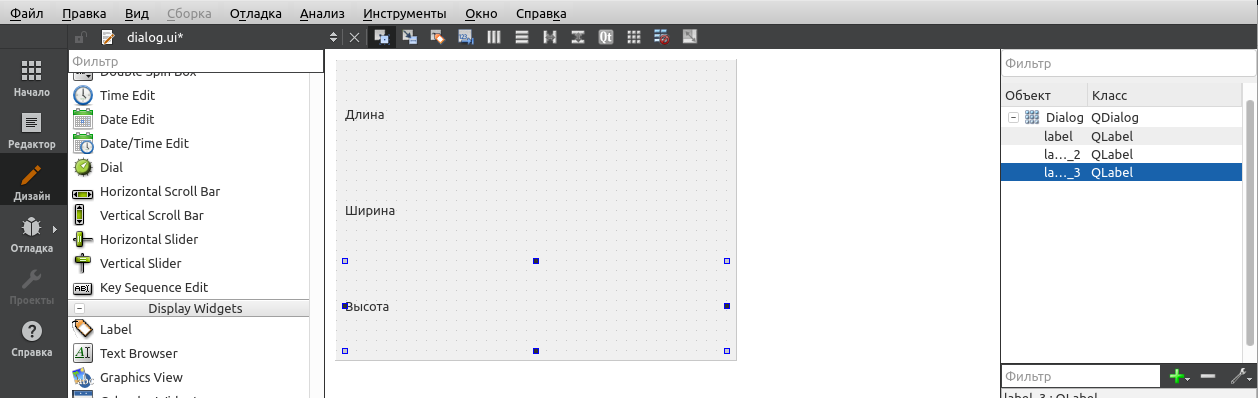 Файл Правка Вид Сборка Отладка Анализ Инструменты Окно Справка
dialog.ui*
Фильтр
Double Spin Box
Time Edit
Date Edit
Date/Time Edit
Dial
Horizontal Scroll Bar
Vertical Scroll Bar
Horizontal Slider
Vertical Slider
Key Sequence Edit
Display Widgets
Label
Text Browser
Graphics View
Начало
Редактор
Дизайн
Отладка
Проекты
Справка
Длина
Ширина
Высота
Фильтр
Объект Класс
Dialog QDialog
label QLabel
la..._2 QLabel
la..._3 QLabel
Фильтр
label_3 : QLabel